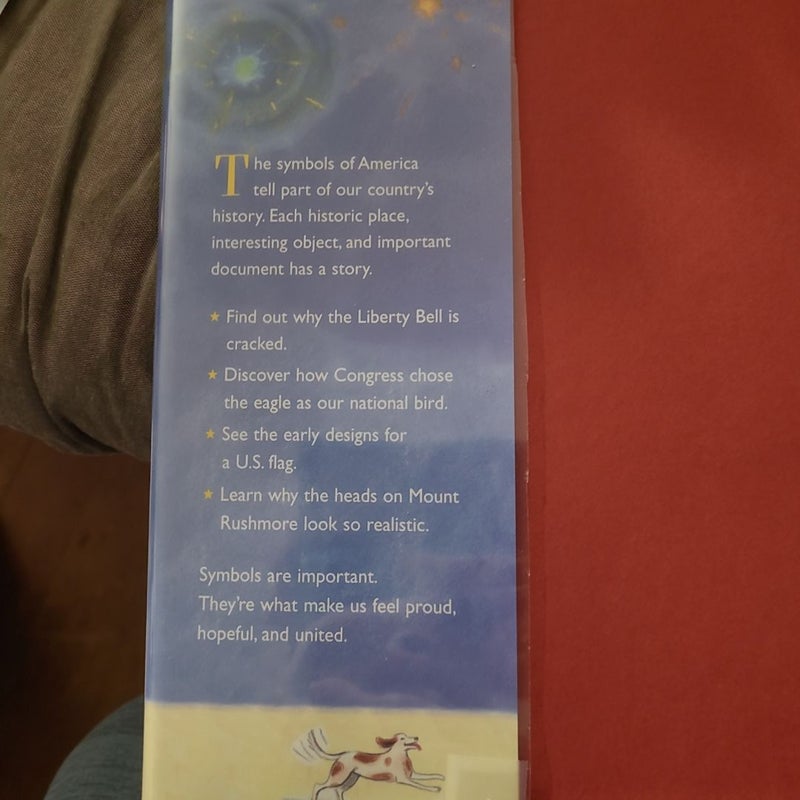 The symbols of America
tell part of our country's
history. Each historic place,
interesting object, and important
document has a story.
★ Find out why the Liberty Bell is
cracked.
★ Discover how Congress chose
the eagle as our national bird.
★ See the early designs for
a U.S. flag.
★ Learn why the heads on Mount
Rushmore look so realistic.
Symbols are important.
They're what make us feel proud,
hopeful, and united.